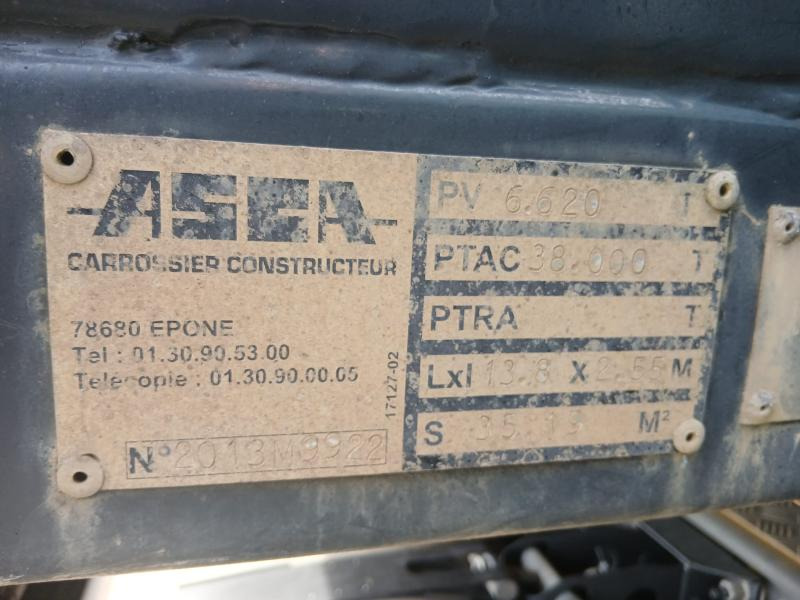 ASCA
CARROSSIER CONSTRUCTEUR
78680 EPONE
Tel : 01.30.90.53.00
Telecopie : 01.30.90.00.05
17127-02
N° 2013M9922
PV 6.620 T
PTAC 38.000 T
PTRA T
Lxl 13.8 X 2.55 M
S 35.19 M²